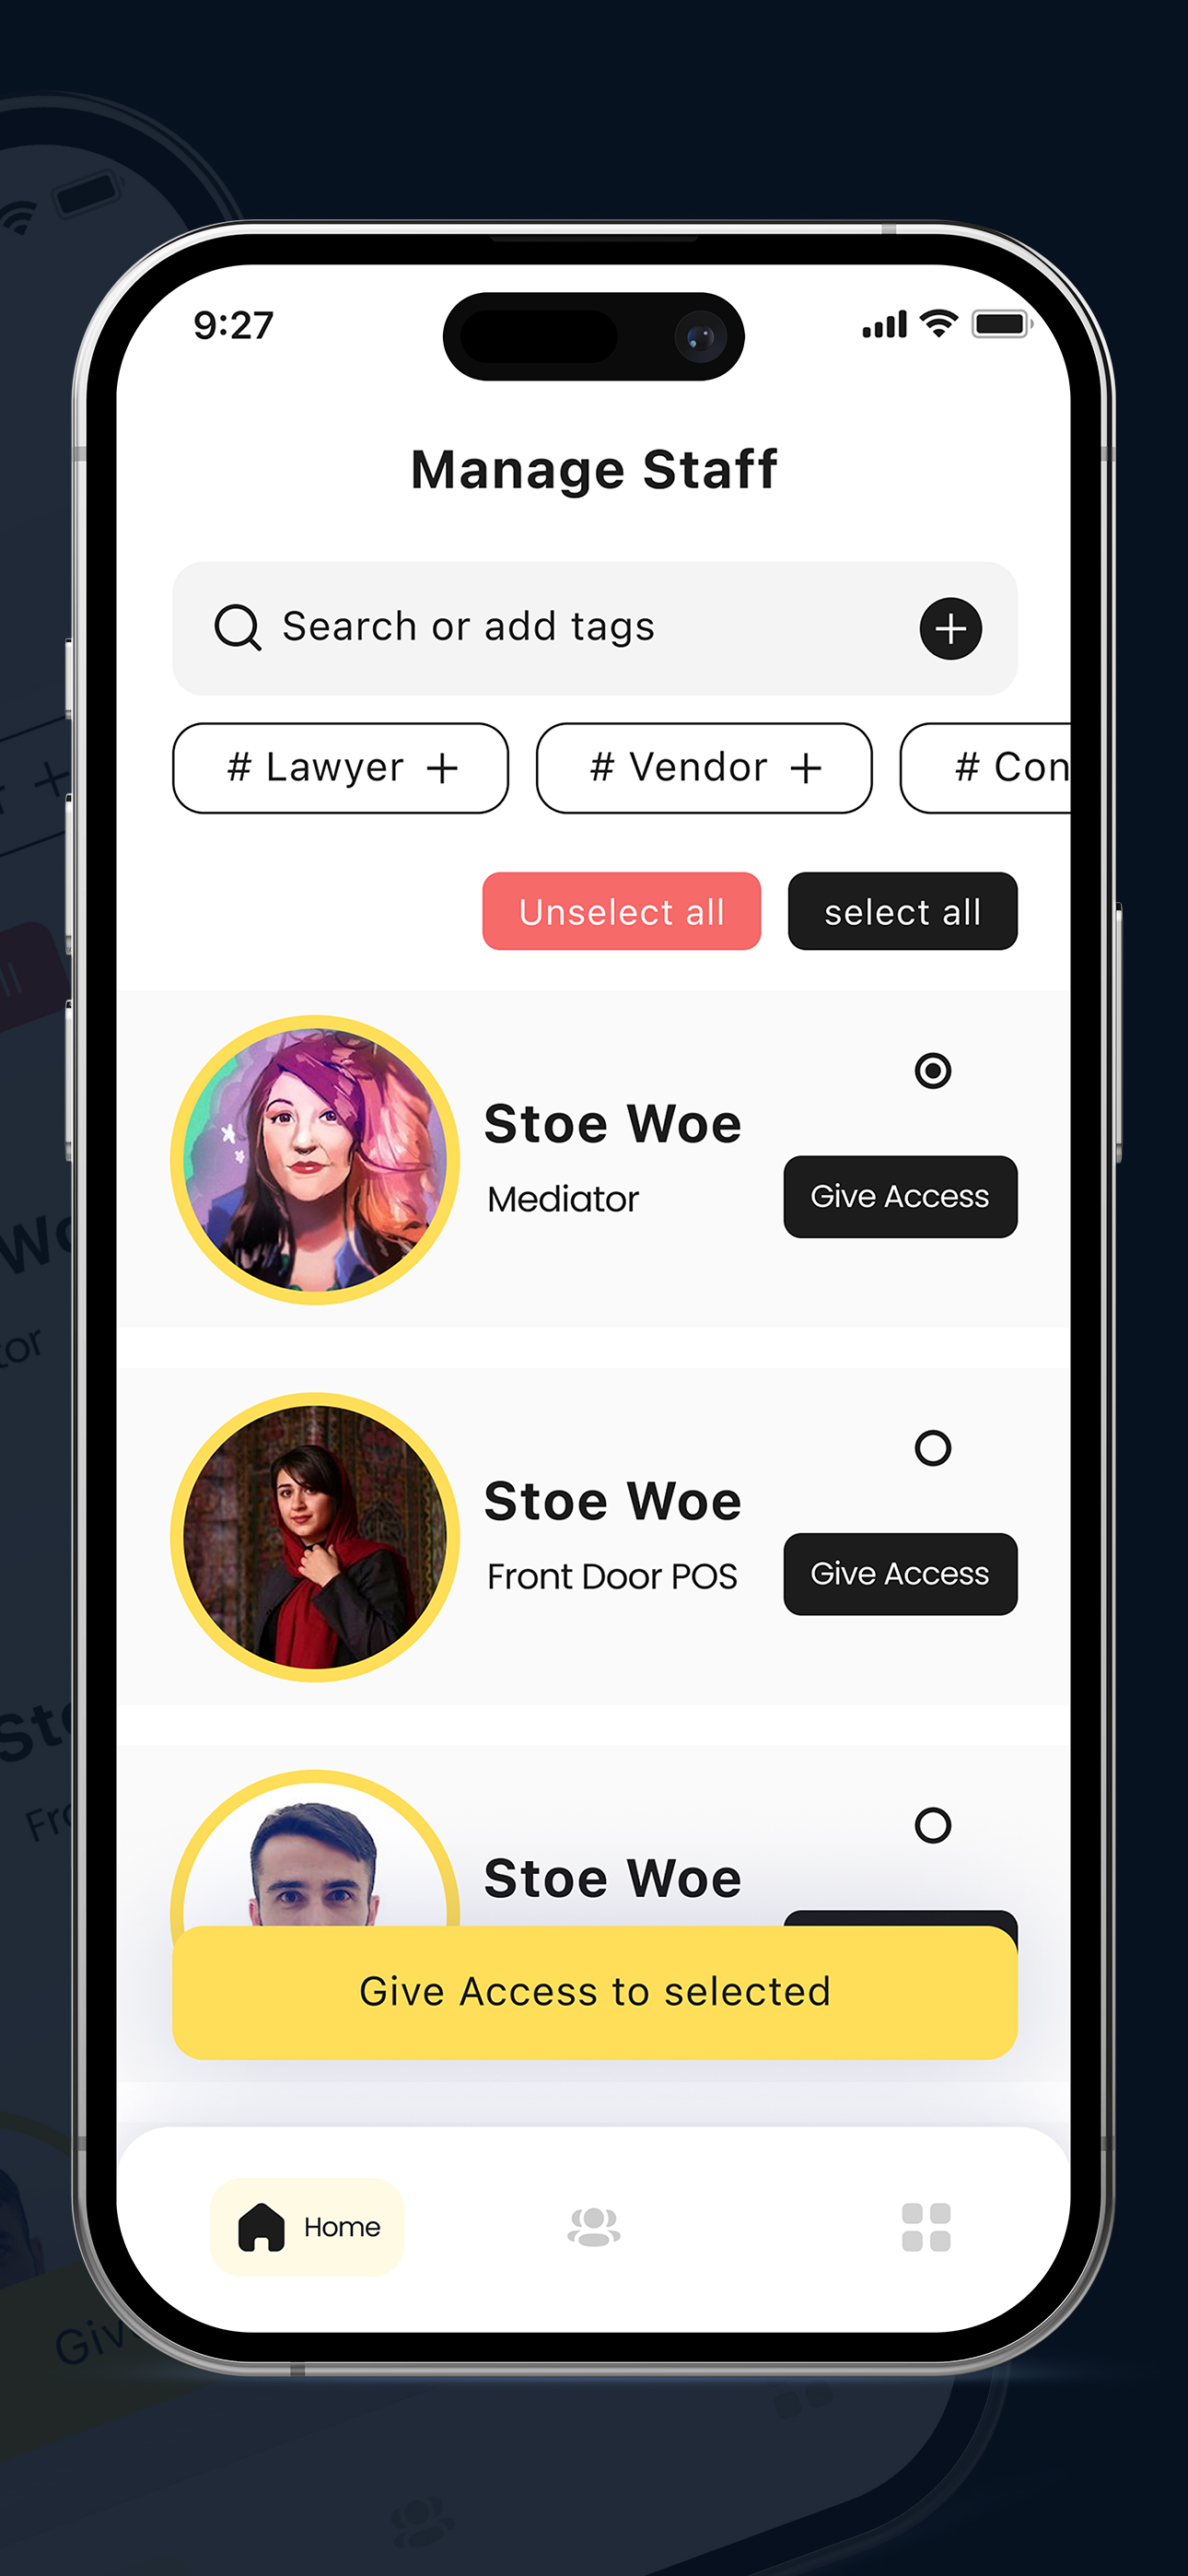 9:27
Manage Staff
Search or add tags
# Lawyer +
# Vendor +
# Con
Unselect all
select all
Stoe Woe
Mediator
Give Access
Stoe Woe
Front Door POS
Give Access
Stoe Woe
Give Access to selected
Home